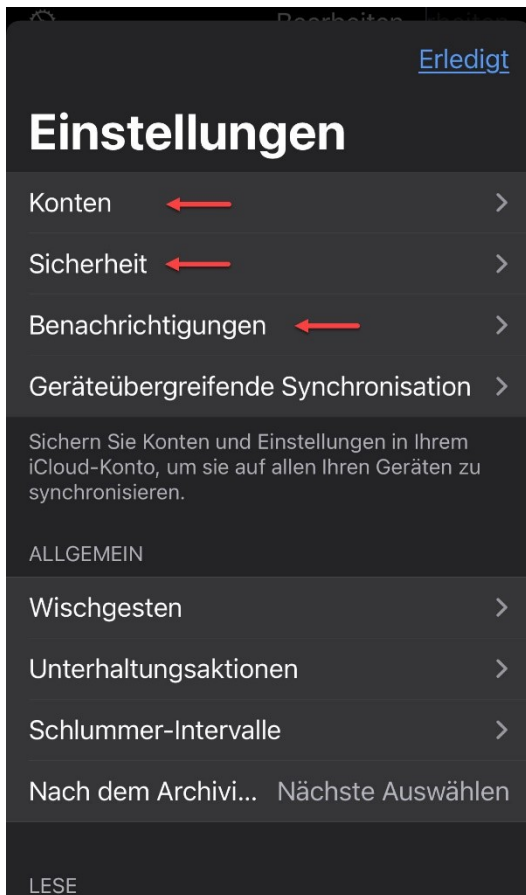 Bearbeiten
Erledigt
Einstellungen
Konten
Sicherheit
Benachrichtigungen
Geräteübergreifende Synchronisation
Sichern Sie Konten und Einstellungen in Ihrem
iCloud-Konto, um sie auf allen Ihren Geräten zu
synchronisieren.
ALLGEMEIN
Wischgesten
Unterhaltungsaktionen
Schlummer-Intervalle
Nach dem Archivi... Nächste Auswählen
LESE